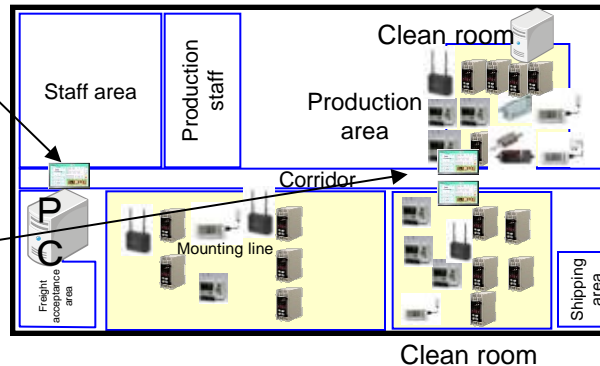 Clean room
Staff area
Production
staff
Production
area
Corridor
P
C
Mounting line
Freight
acceptance
area
Shipping
area
Clean room